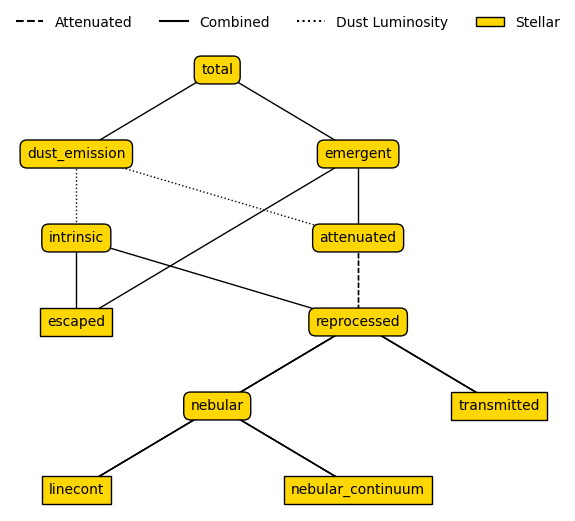 Attenuated Combined Dust Luminosity Stellar
total
dust_emission emergent
intrinsic attenuated
escaped reprocessed
nebular transmitted
linecont nebular_continuum